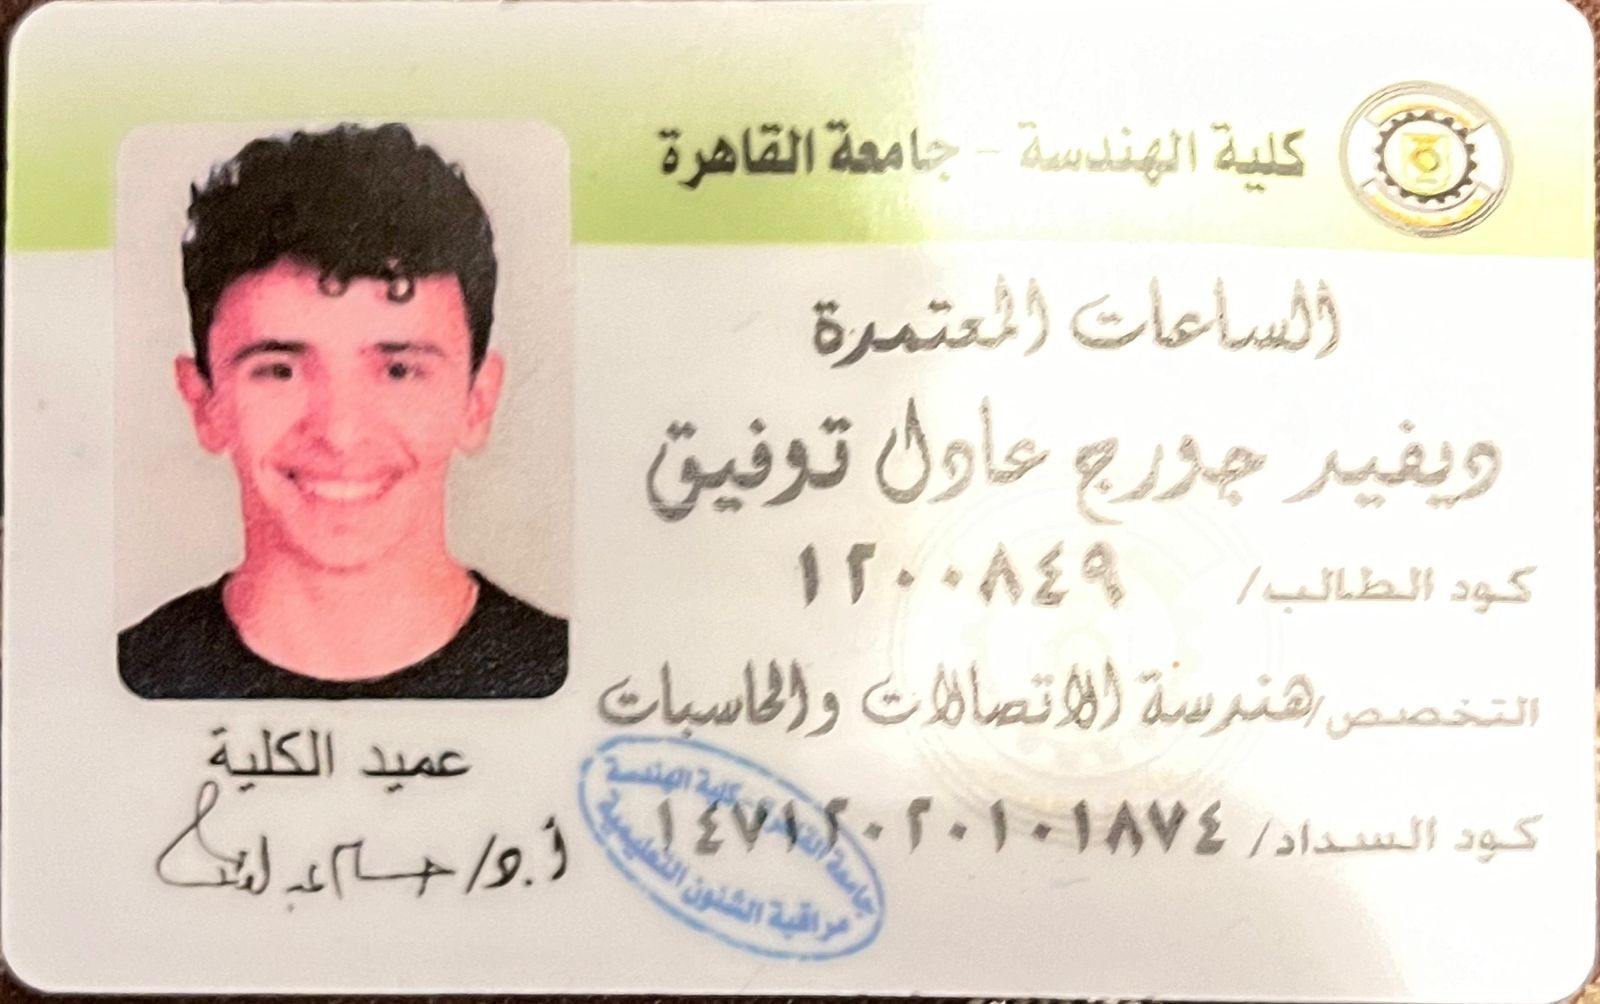 كلية الهندسة - جامعة القاهرة
الساعات المعتمدة
ديفيد جورج عادل توفيق
كود الطالب/ ١٢٠٠٨٤٩
التخصص/هندسة الاتصالات والحاسبات
كود السداد/ ١٤٧١٢٠٢٠١٠١٨٧٤
عميد الكلية
أ.د/ حسام عبد الفتاح
جامعة القاهرة كلية الهندسة
مراقبة الشئون التعليمية